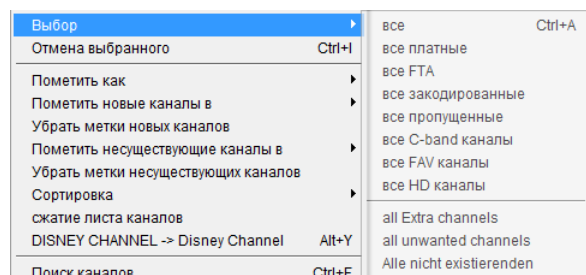 Выбор
Отмена выбранного Ctrl+I
Пометить как
Пометить новые каналы в
Убрать метки новых каналов
Пометить несуществующие каналы в
Убрать метки несуществующих каналов
Сортировка
сжатие листа каналов
DISNEY CHANNEL -> Disney Channel Alt+Y
Поиск каналов Ctrl+F
все Ctrl+A
все платные
все FTA
все закодированные
все пропущенные
все C-band каналы
все FAV каналы
все HD каналы
all Extra channels
all unwanted channels
Alle nicht existierenden